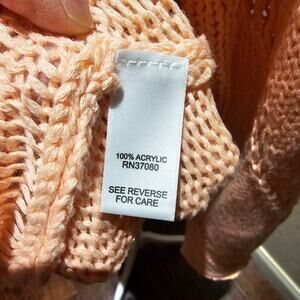 100% ACRYLIC
RN37080
SEE REVERSE
FOR CARE